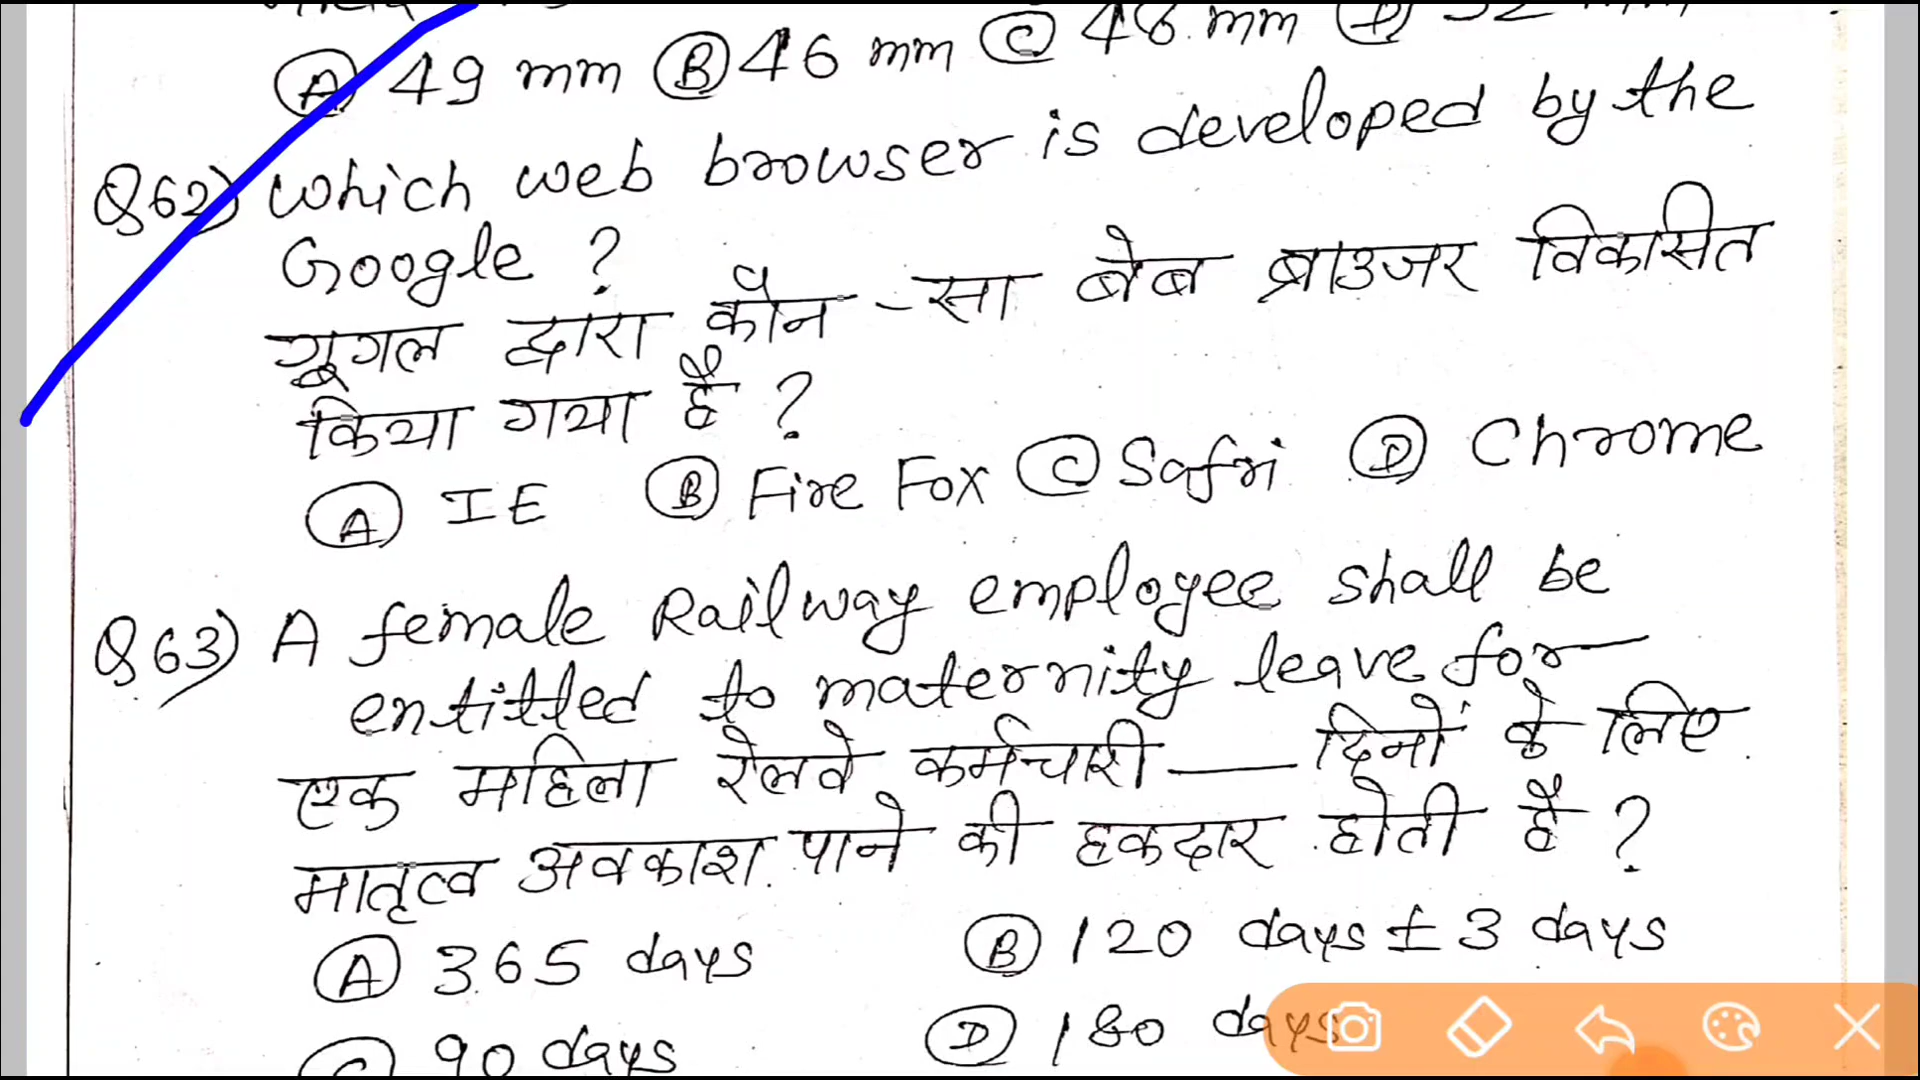 (A) 49 mm (B) 46 mm (C) 48 mm (D) 52 mm
Q62) Which web browser is developed by the
Google ?
गूगल द्वारा कौन - सा बेब ब्राउजर विकसित
किया गया है ?
(A) IE (B) Fire Fox (C) Safri (D) Chrome
Q63) A female Railway employee shall be
entitled to maternity leave for —
एक महिला रेलवे कर्मचारी — दिनों के लिए
मातृत्व अवकाश पाने की हकदार होती है ?
(A) 365 days (B) 120 days ± 3 days
(C) 90 days (D) 180 days